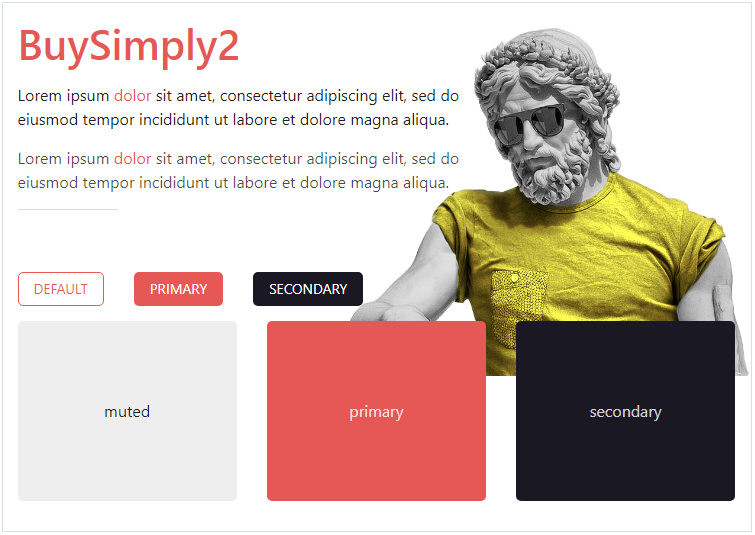 BuySimply2
Lorem ipsum dolor sit amet, consectetur adipiscing elit, sed do
eiusmod tempor incididunt ut labore et dolore magna aliqua.
Lorem ipsum dolor sit amet, consectetur adipiscing elit, sed do
eiusmod tempor incididunt ut labore et dolore magna aliqua.
DEFAULT PRIMARY SECONDARY
muted primary secondary